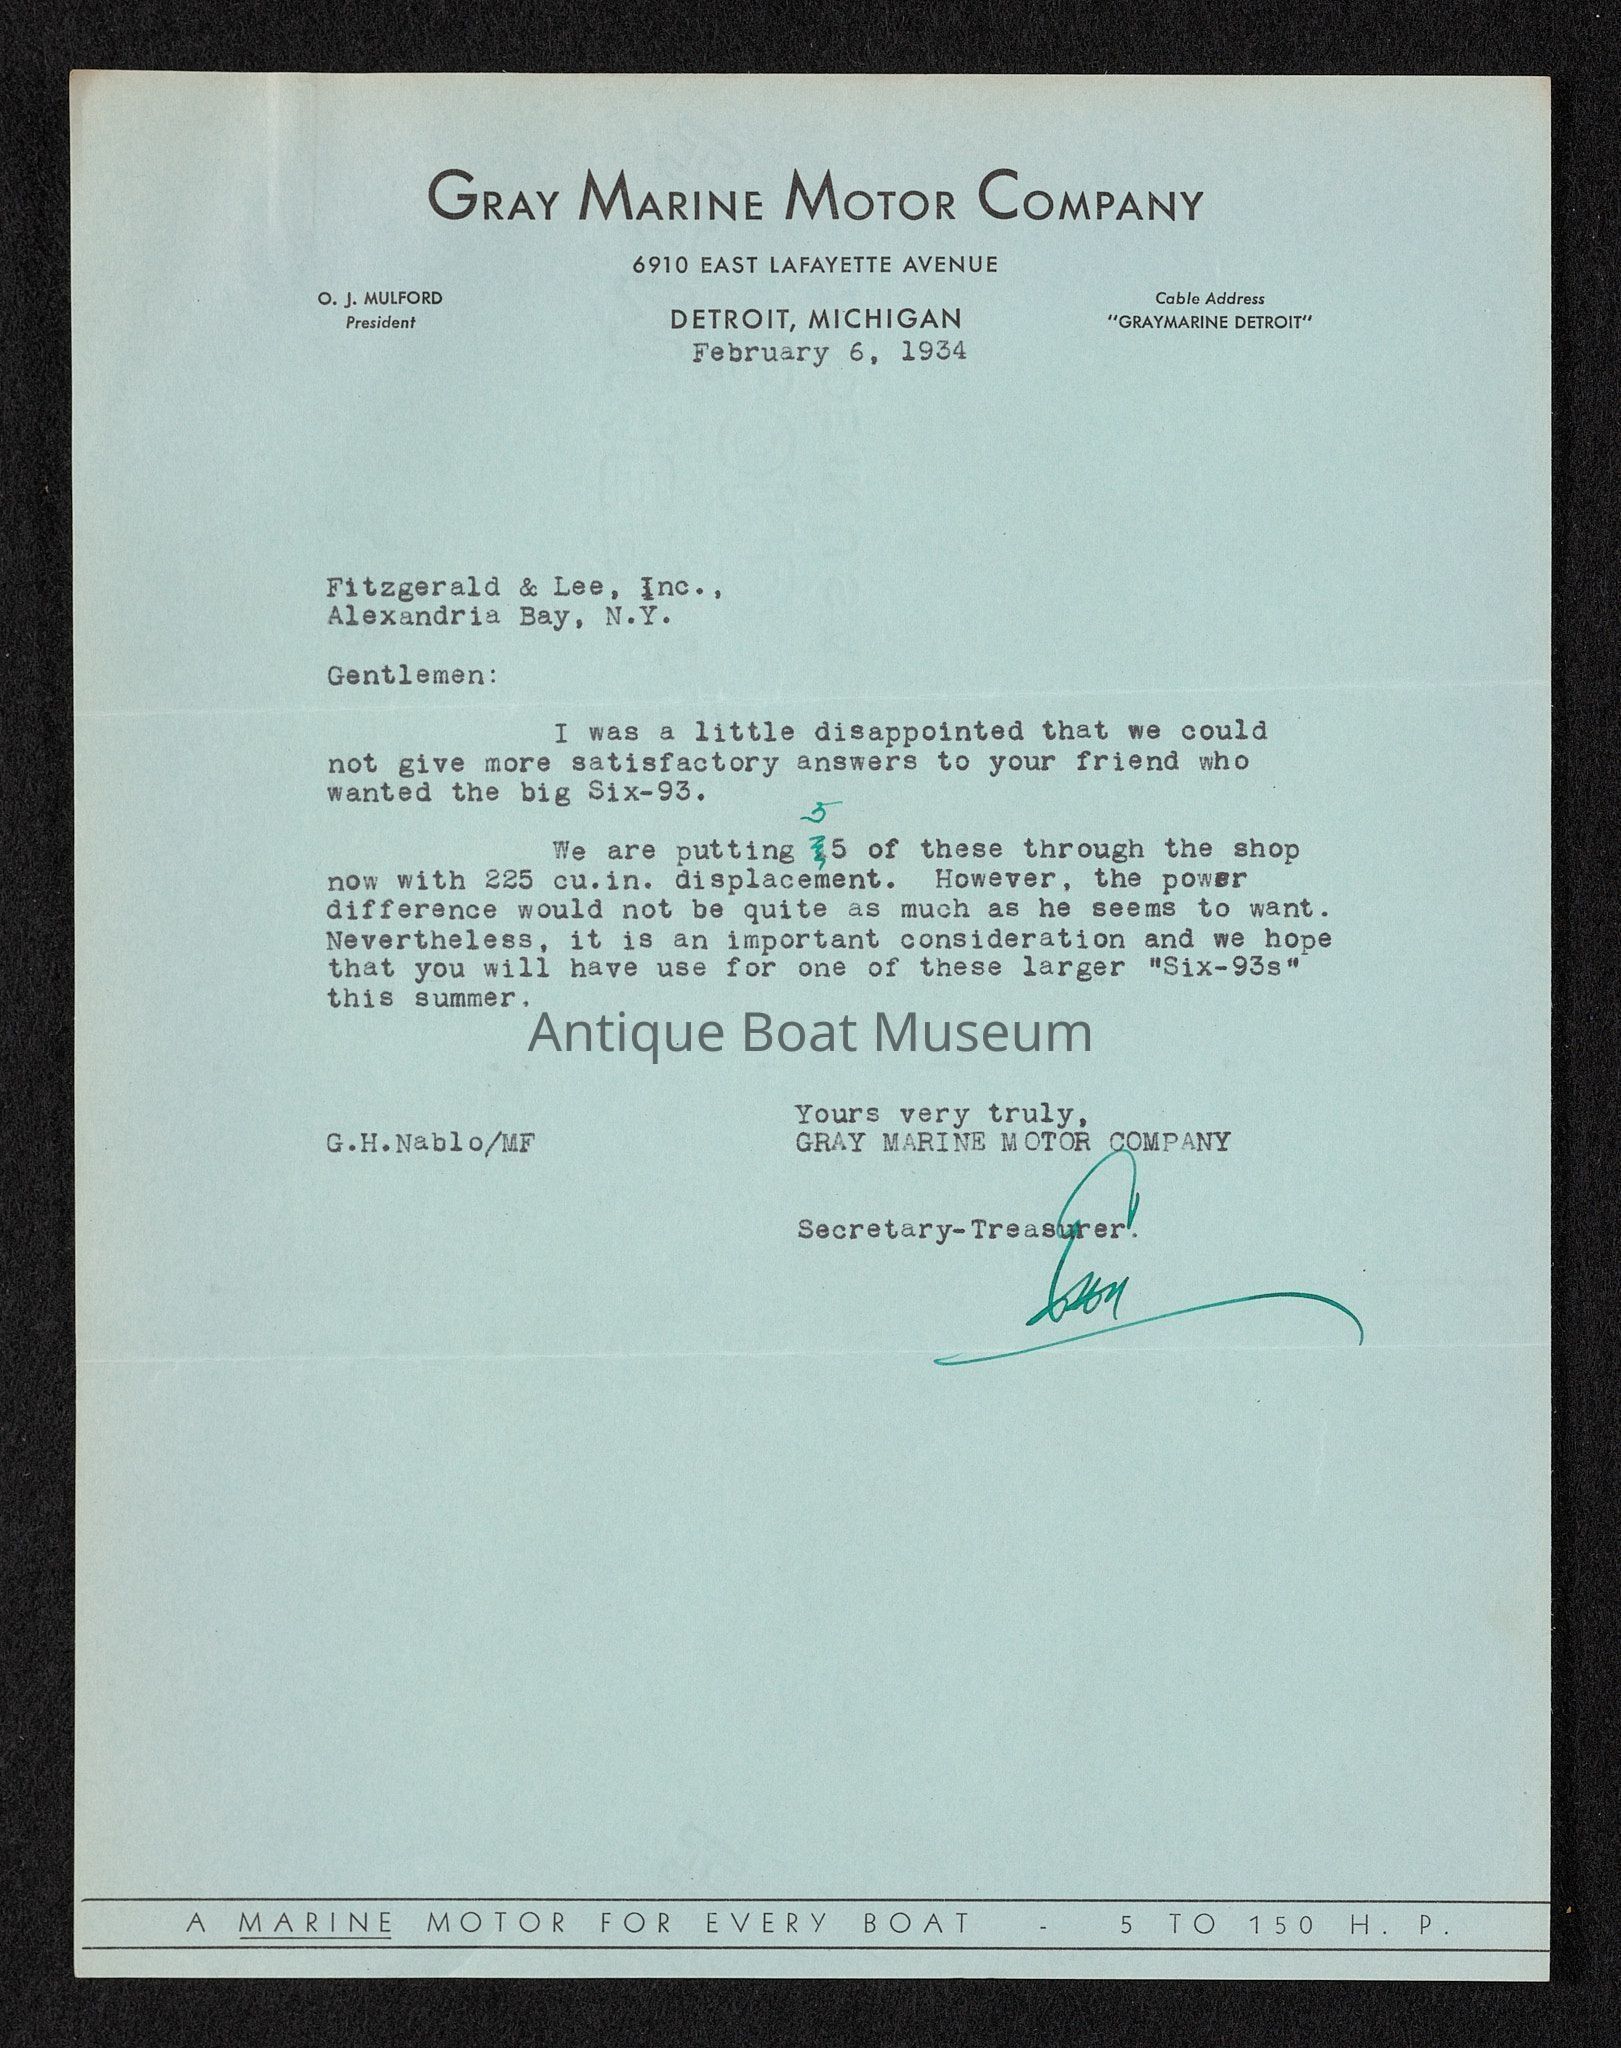 GRAY MARINE MOTOR COMPANY
6910 EAST LAFAYETTE AVENUE
O. J. MULFORD
President
DETROIT, MICHIGAN
Cable Address
"GRAYMARINE DETROIT"
February 6, 1934
Fitzgerald & Lee, Inc.,
Alexandria Bay, N.Y.
Gentlemen:
I was a little disappointed that we could
not give more satisfactory answers to your friend who
wanted the big Six-93.
5
We are putting 5 of these through the shop
now with 225 cu.in. displacement. However, the power
difference would not be quite as much as he seems to want.
Nevertheless, it is an important consideration and we hope
that you will have use for one of these larger "Six-93s"
this summer.
Antique Boat Museum
Yours very truly,
G.H.Nablo/MF GRAY MARINE MOTOR COMPANY
Secretary-Treasurer.
A MARINE MOTOR FOR EVERY BOAT - 5 TO 150 H. P.